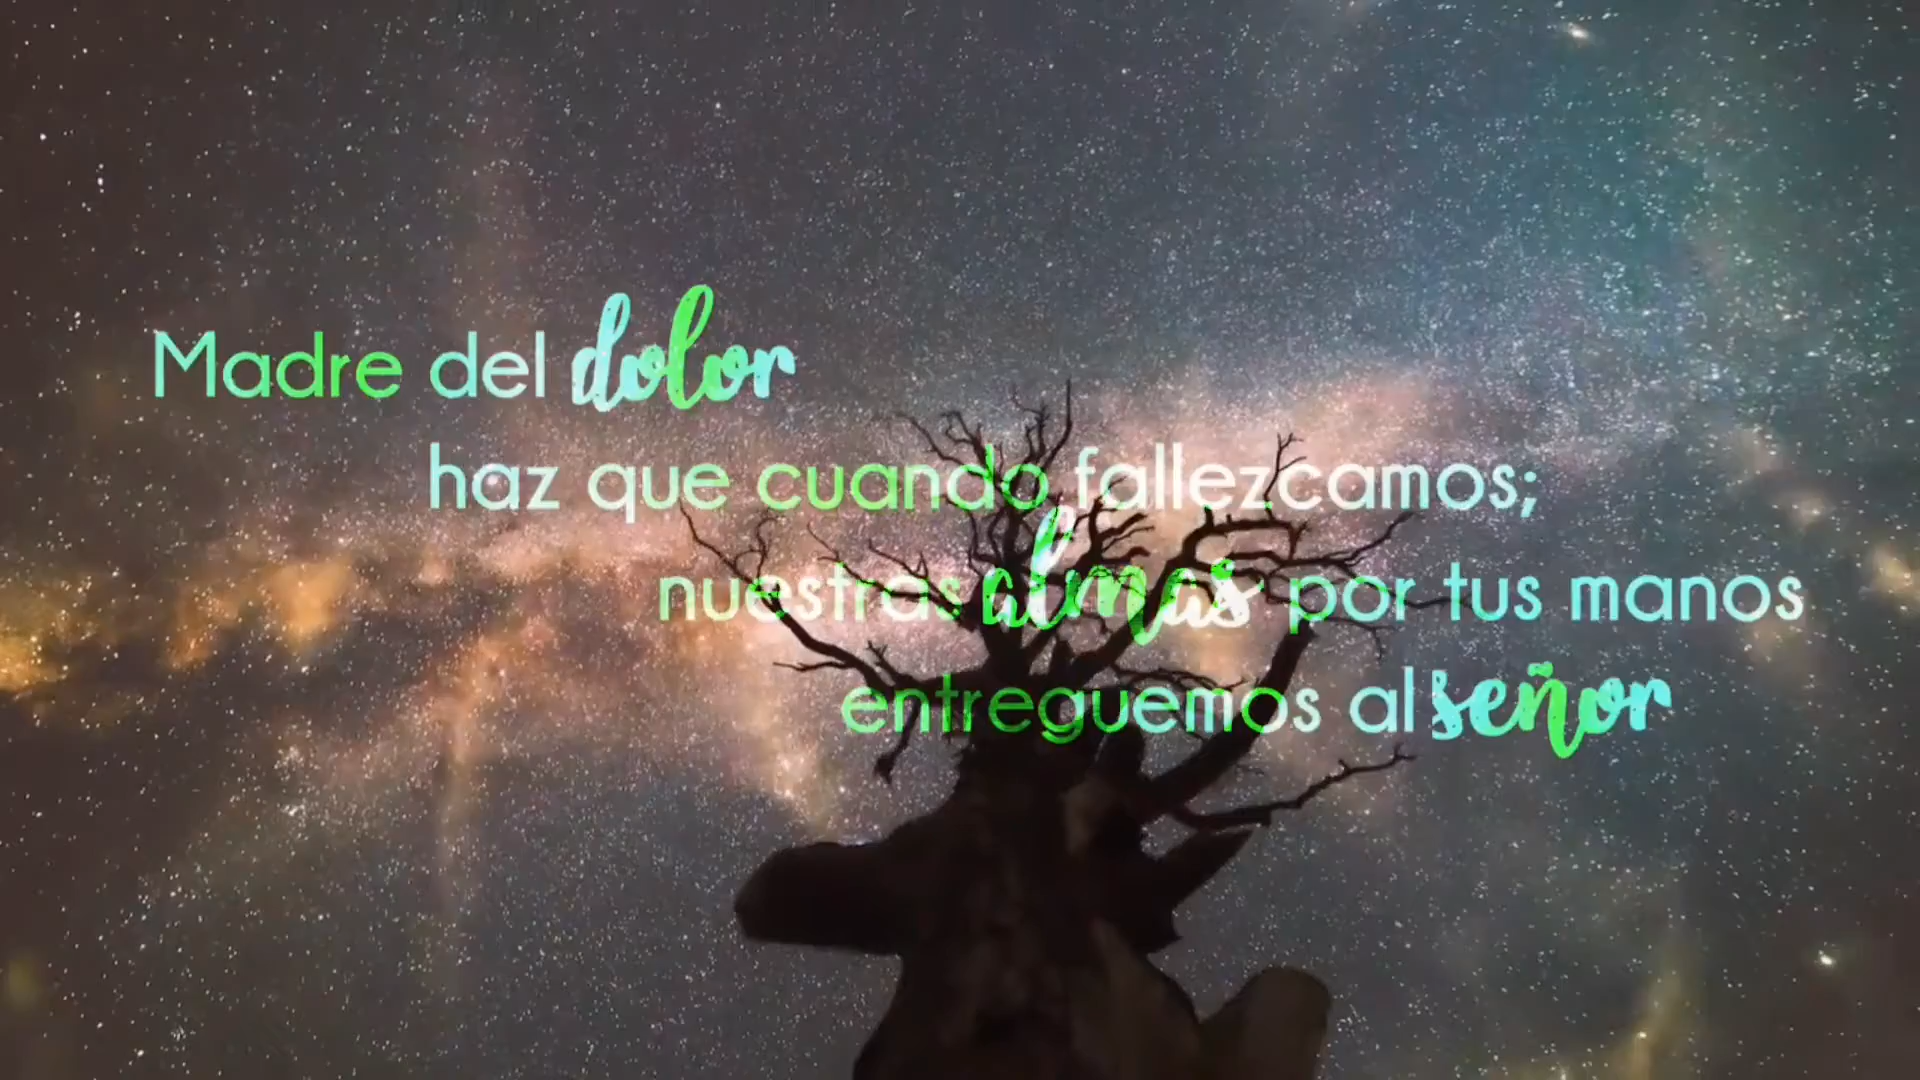 Madre del dolor
haz que cuando fallezcamos;
nuestras almas por tus manos
entreguemos al señor